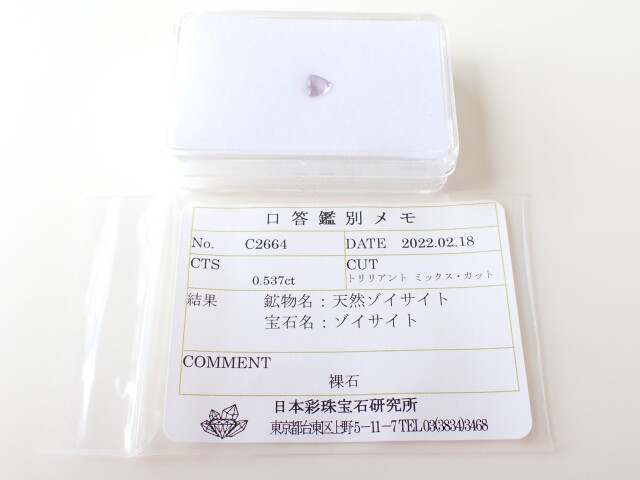 口答鑑別メモ
No. C2664 DATE 2022.02.18
CTS CUT
0.537ct トリリアント ミックス・カット
結果 鉱物名：天然ゾイサイト
宝石名：ゾイサイト
COMMENT
裸石
日本彩珠宝石研究所
東京都台東区上野5-11-7 TEL03(3834)3468